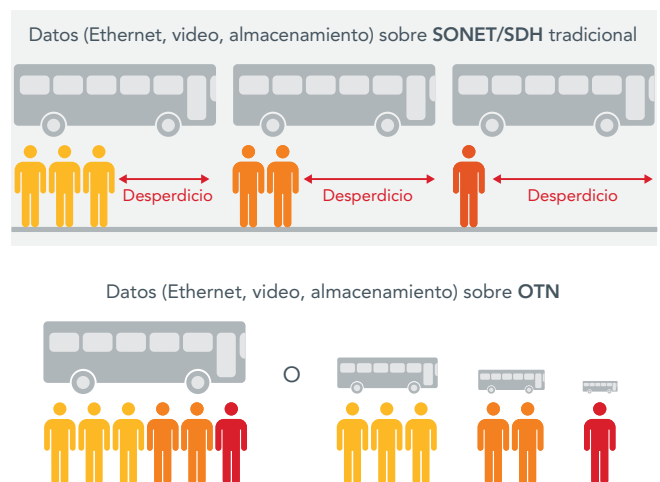 Datos (Ethernet, video, almacenamiento) sobre SONET/SDH tradicional
Desperdicio
Desperdicio
Desperdicio
Datos (Ethernet, video, almacenamiento) sobre OTN
O